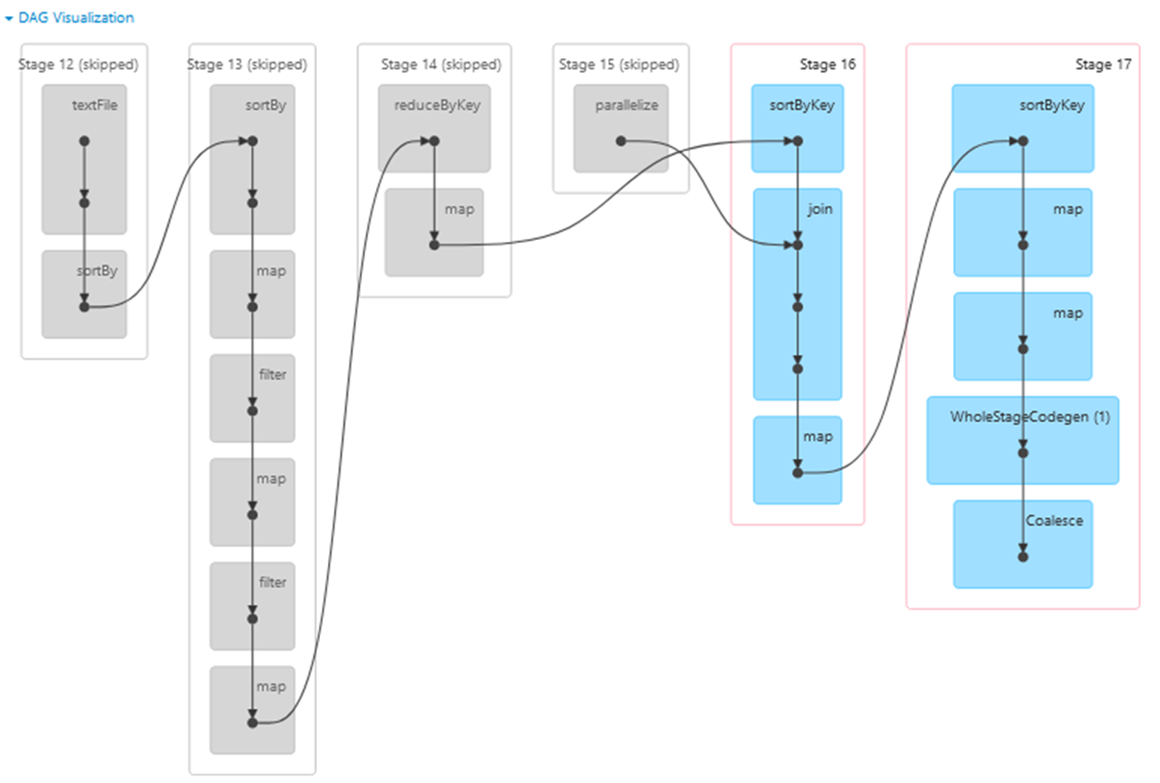 DAG Visualization
Stage 12 (skipped)
textFile
sortBy
Stage 13 (skipped)
sortBy
map
filter
map
filter
map
Stage 14 (skipped)
reduceByKey
map
Stage 15 (skipped)
parallelize
Stage 16
sortByKey
join
map
Stage 17
sortByKey
map
map
WholeStageCodegen (1)
Coalesce